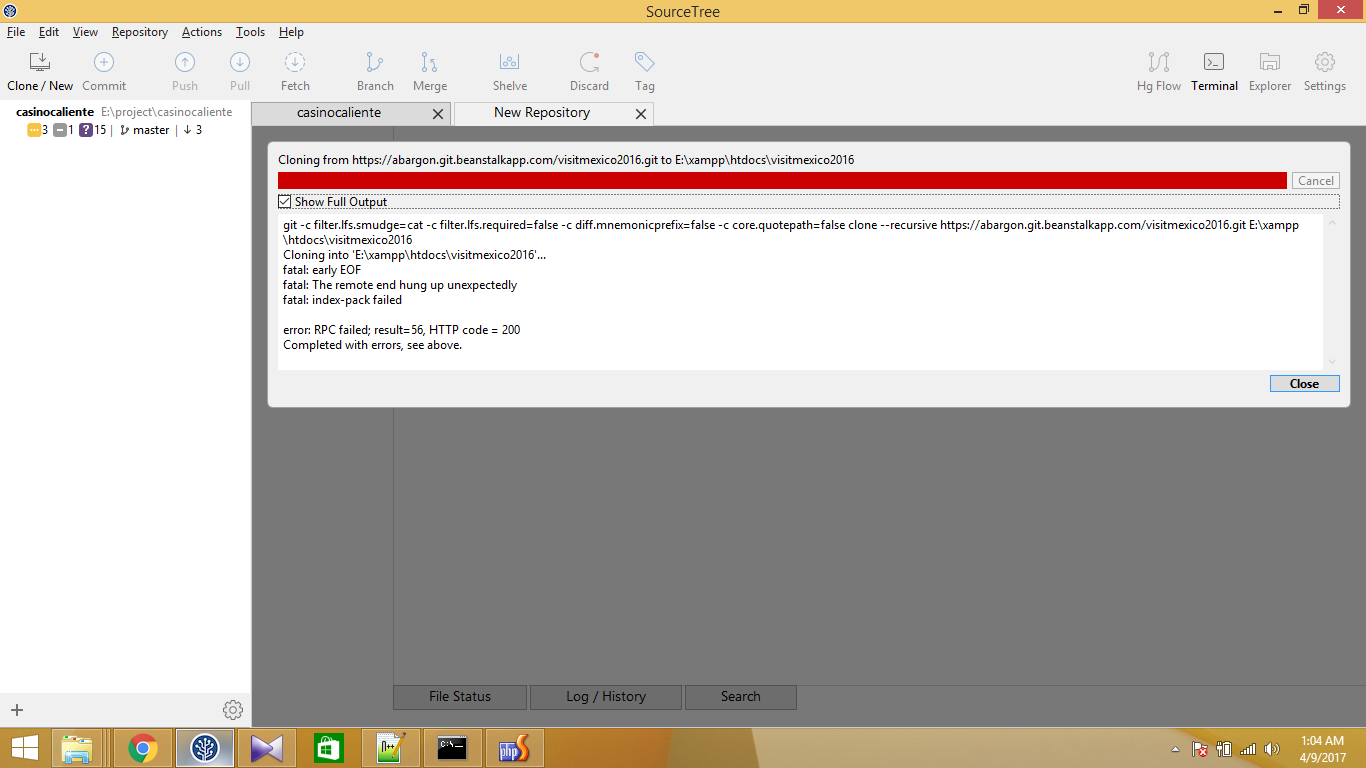 SourceTree
File Edit View Repository Actions Tools Help
Clone / New Commit Push Pull Fetch Branch Merge Shelve Discard Tag Hg Flow Terminal Explorer Settings
casinocaliente E:\project\casinocaliente
3 1 ? 15 | master | ↓ 3
casinocaliente New Repository
Cloning from https://abargon.git.beanstalkapp.com/visitmexico2016.git to E:\xampp\htdocs\visitmexico2016
Cancel
Show Full Output
git -c filter.lfs.smudge=cat -c filter.lfs.required=false -c diff.mnemonicprefix=false -c core.quotepath=false clone --recursive https://abargon.git.beanstalkapp.com/visitmexico2016.git E:\xampp
\htdocs\visitmexico2016
Cloning into 'E:\xampp\htdocs\visitmexico2016'...
fatal: early EOF
fatal: The remote end hung up unexpectedly
fatal: index-pack failed
error: RPC failed; result=56, HTTP code = 200
Completed with errors, see above.
Close
File Status Log / History Search
C:\.
php
1:04 AM
4/9/2017